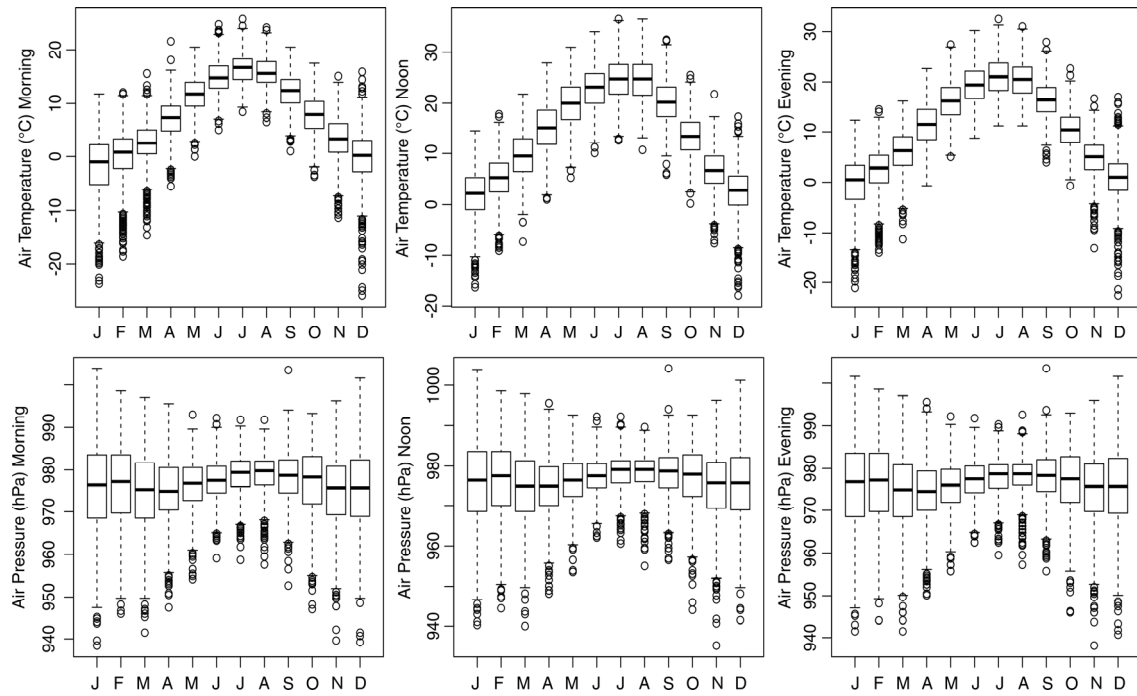 Air Temperature (°C) Morning
20
10
0
-10
-20
J F M A M J J A S O N D
Air Temperature (°C) Noon
30
20
10
0
-10
-20
J F M A M J J A S O N D
Air Temperature (°C) Evening
30
20
10
0
-10
-20
J F M A M J J A S O N D
Air Pressure (hPa) Morning
990
980
970
960
950
940
J F M A M J J A S O N D
Air Pressure (hPa) Noon
1000
980
960
940
J F M A M J J A S O N D
Air Pressure (hPa) Evening
990
980
970
960
950
940
J F M A M J J A S O N D